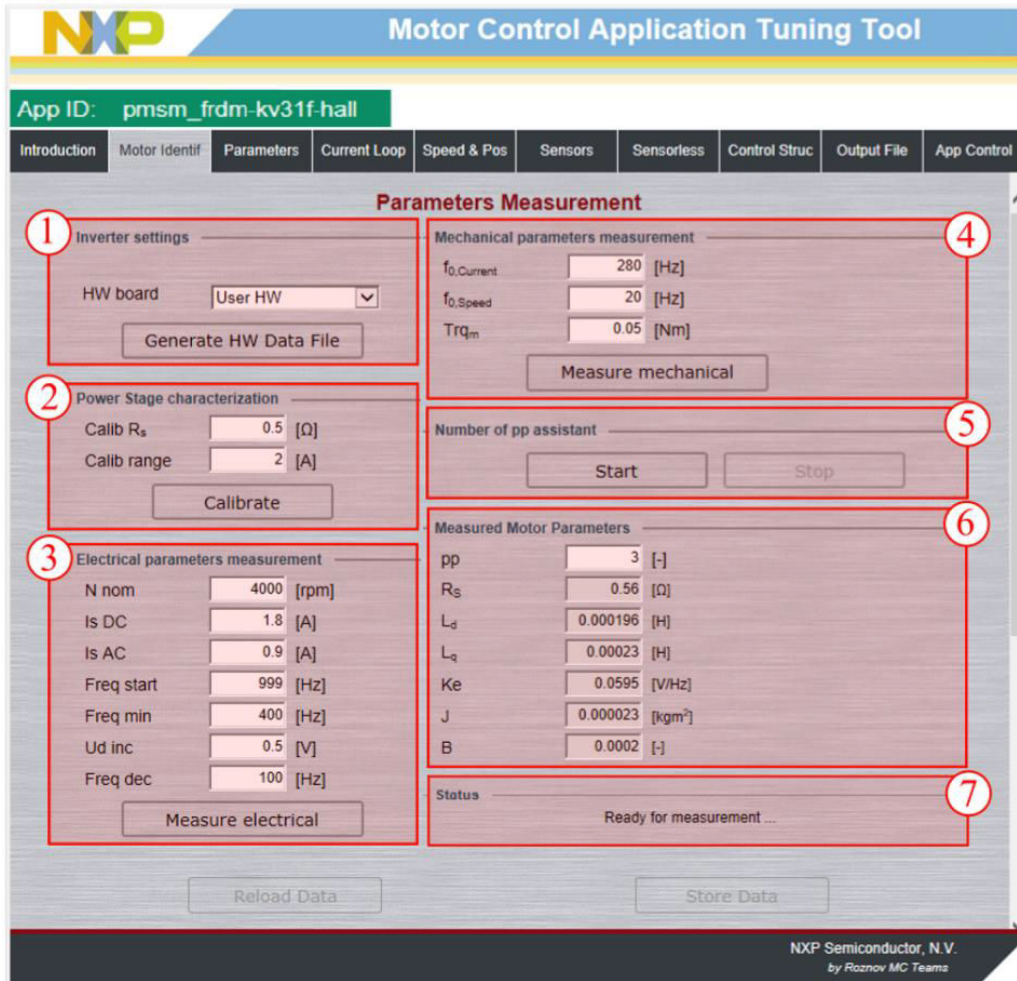 NXP
Motor Control Application Tuning Tool
App ID: pmsm_frdm-kv31f-hall
Introduction Motor Identif Parameters Current Loop Speed & Pos Sensors Sensorless Control Struc Output File App Control
Parameters Measurement
1 Inverter settings
HW board User HW
Generate HW Data File
2 Power Stage characterization
Calib Rs 0.5 [Ω]
Calib range 2 [A]
Calibrate
3 Electrical parameters measurement
N nom 4000 [rpm]
Is DC 1.8 [A]
Is AC 0.9 [A]
Freq start 999 [Hz]
Freq min 400 [Hz]
Ud inc 0.5 [V]
Freq dec 100 [Hz]
Measure electrical
4 Mechanical parameters measurement
f0,Current 280 [Hz]
f0,Speed 20 [Hz]
Trqm 0.05 [Nm]
Measure mechanical
5 Number of pp assistant
Start Stop
6 Measured Motor Parameters
pp 3 [-]
RS 0.56 [Ω]
Ld 0.000196 [H]
Lq 0.00023 [H]
Ke 0.0595 [V/Hz]
J 0.000023 [kgm²]
B 0.0002 [-]
7 Status
Ready for measurement ...
Reload Data Store Data
NXP Semiconductor, N.V.
by Roznov MC Teams